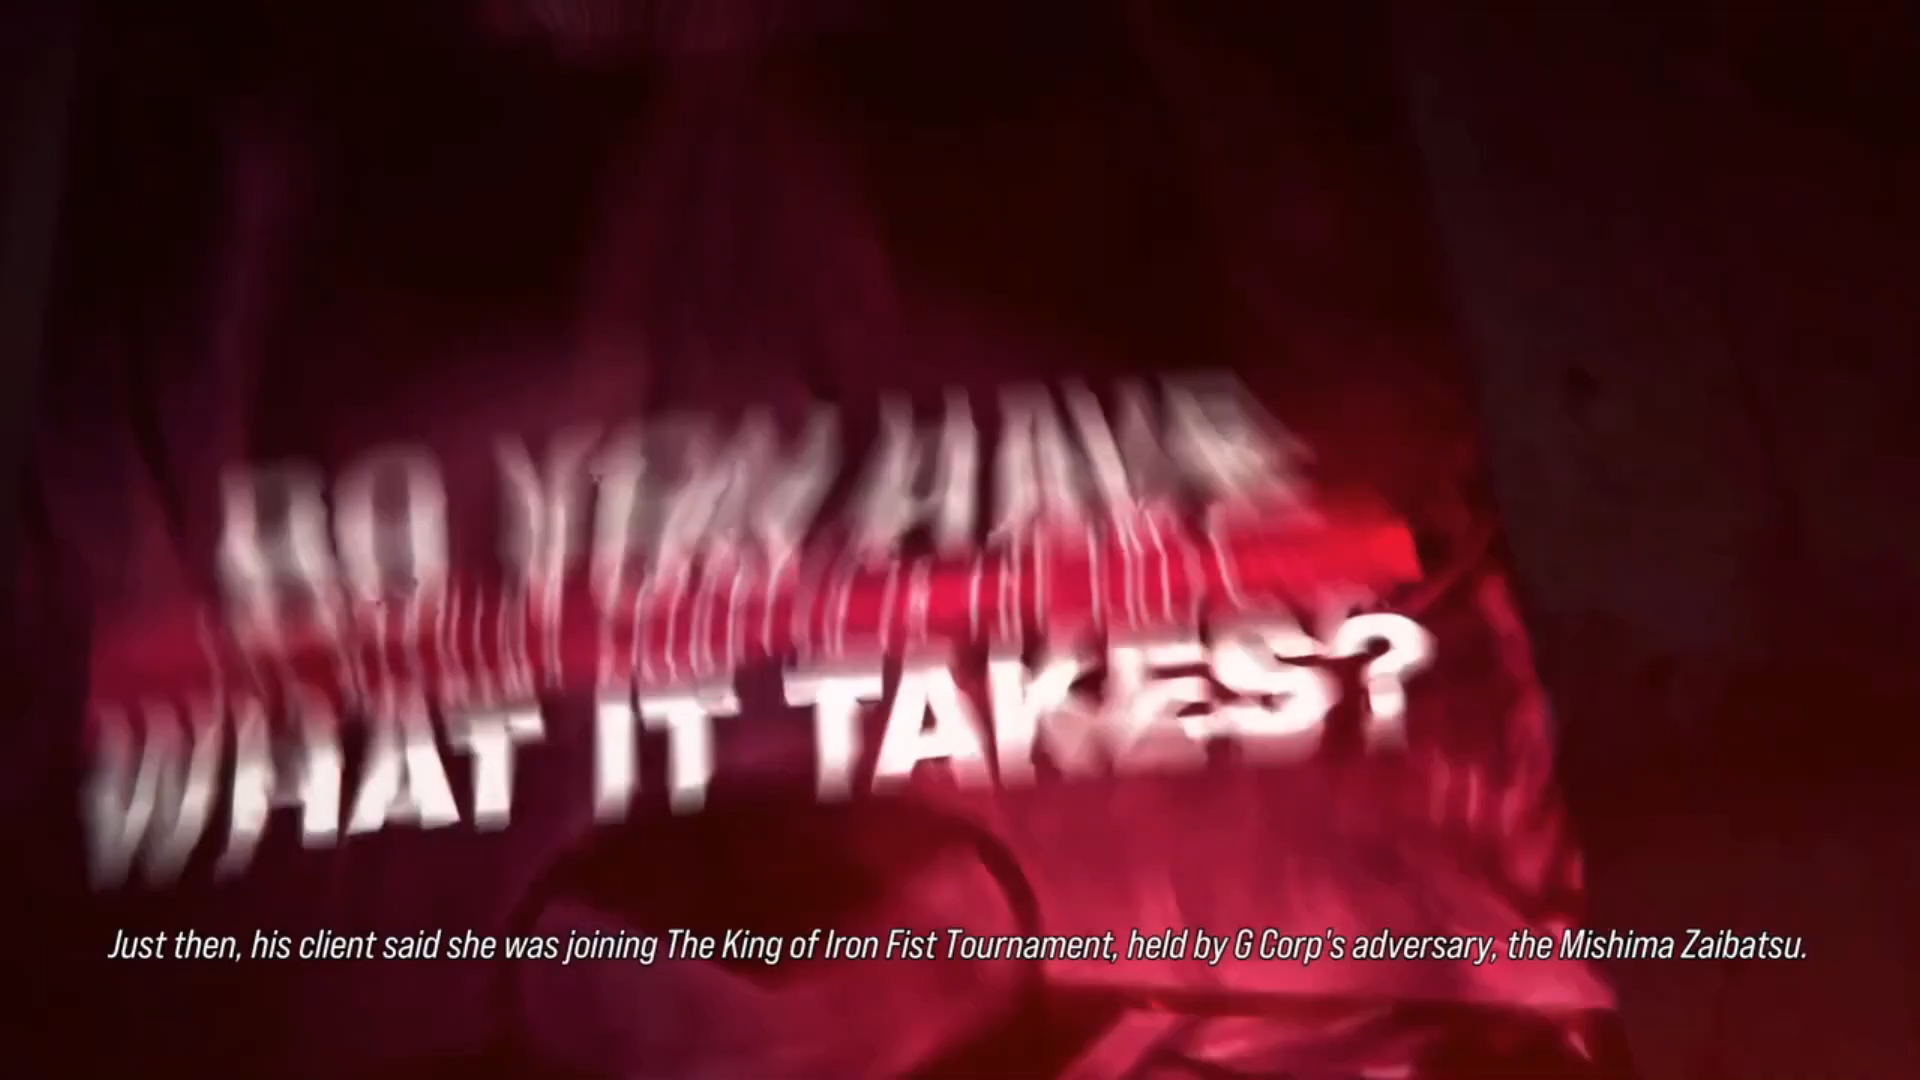 DO YOU HAVE
WHAT IT TAKES?
Just then, his client said she was joining The King of Iron Fist Tournament, held by G Corp's adversary, the Mishima Zaibatsu.